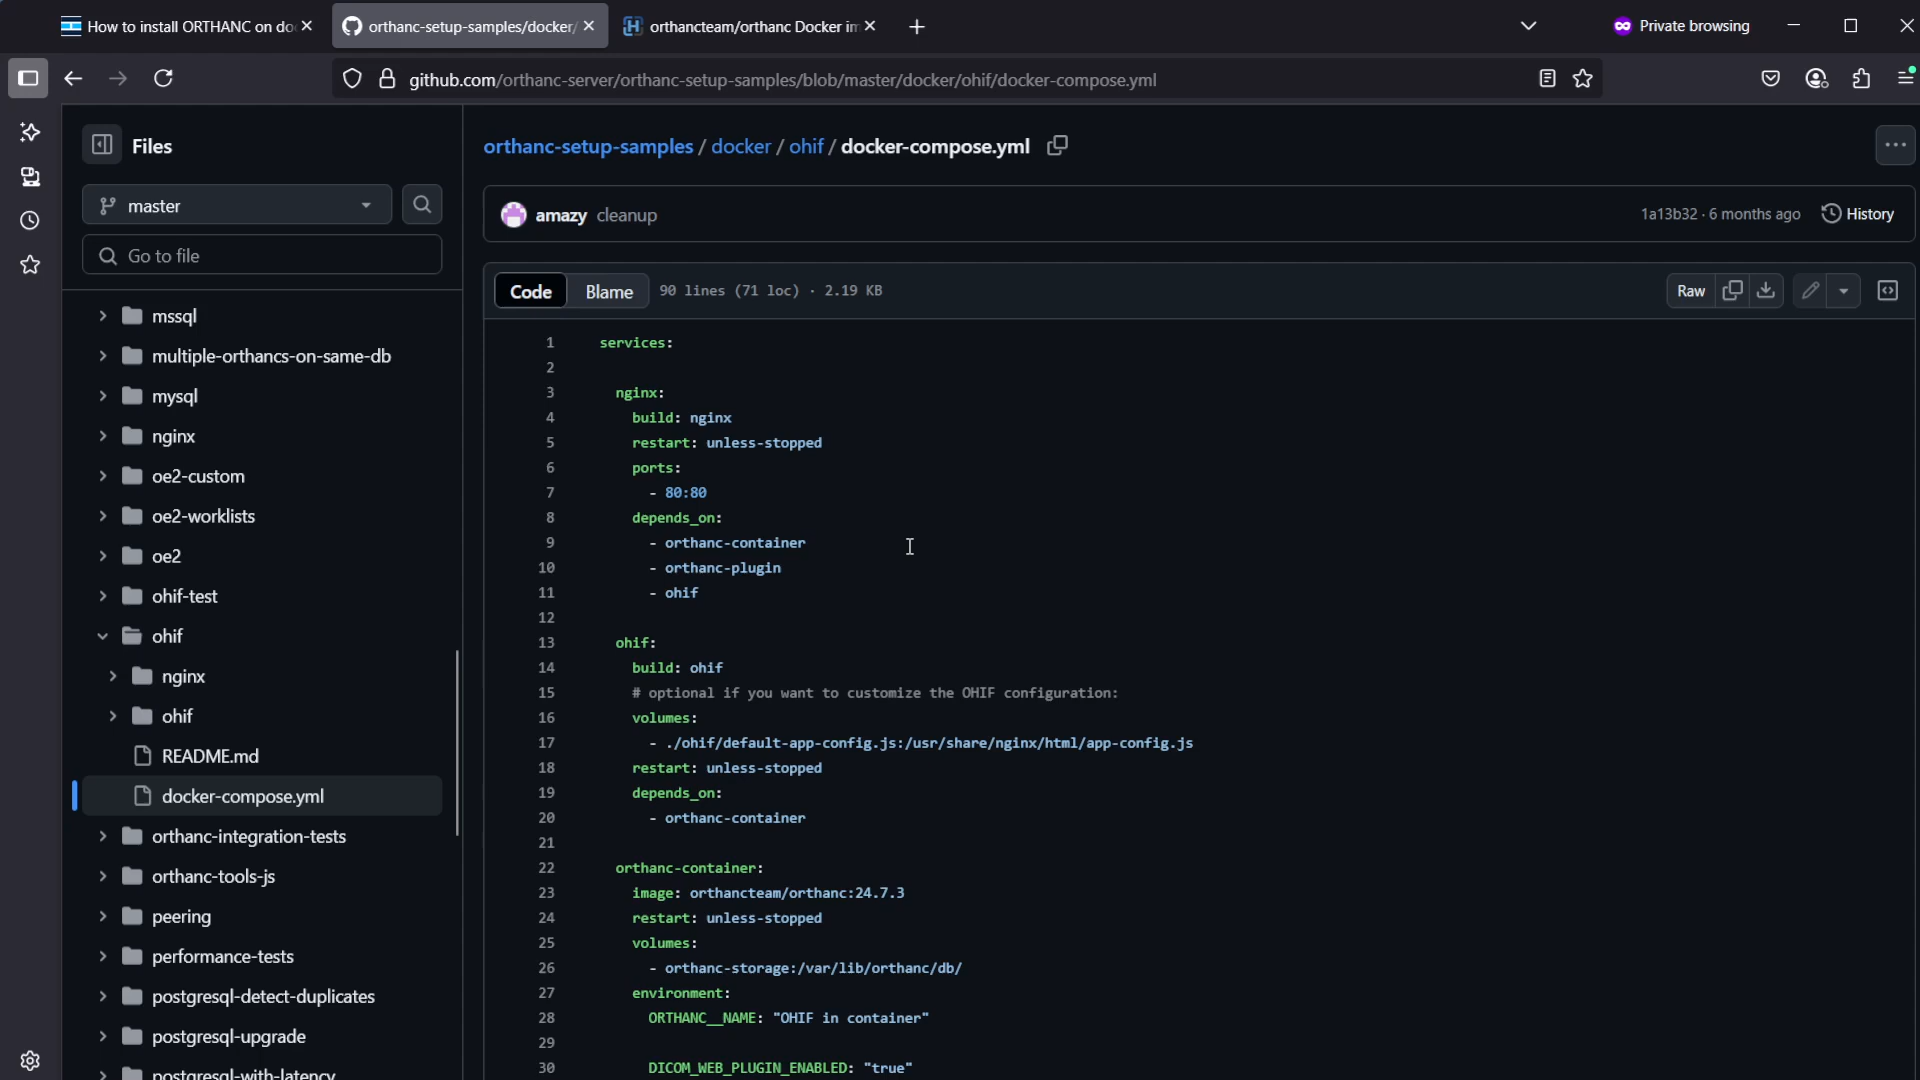 How to install ORTHANC on do
orthanc-setup-samples/docker/
orthancteam/orthanc Docker im
Private browsing
github.com/orthanc-server/orthanc-setup-samples/blob/master/docker/ohif/docker-compose.yml
Files
master
Go to file
mssql
multiple-orthancs-on-same-db
mysql
nginx
oe2-custom
oe2-worklists
oe2
ohif-test
ohif
nginx
ohif
README.md
docker-compose.yml
orthanc-integration-tests
orthanc-tools-js
peering
performance-tests
postgresql-detect-duplicates
postgresql-upgrade
postgresql-with-latency
orthanc-setup-samples / docker / ohif / docker-compose.yml
amazy cleanup
1a13b32 · 6 months ago History
Code Blame 90 lines (71 loc) · 2.19 KB Raw
1 services:
2
3 nginx:
4 build: nginx
5 restart: unless-stopped
6 ports:
7 - 80:80
8 depends_on:
9 - orthanc-container
10 - orthanc-plugin
11 - ohif
12
13 ohif:
14 build: ohif
15 # optional if you want to customize the OHIF configuration:
16 volumes:
17 - ./ohif/default-app-config.js:/usr/share/nginx/html/app-config.js
18 restart: unless-stopped
19 depends_on:
20 - orthanc-container
21
22 orthanc-container:
23 image: orthancteam/orthanc:24.7.3
24 restart: unless-stopped
25 volumes:
26 - orthanc-storage:/var/lib/orthanc/db/
27 environment:
28 ORTHANC__NAME: "OHIF in container"
29
30 DICOM_WEB_PLUGIN_ENABLED: "true"